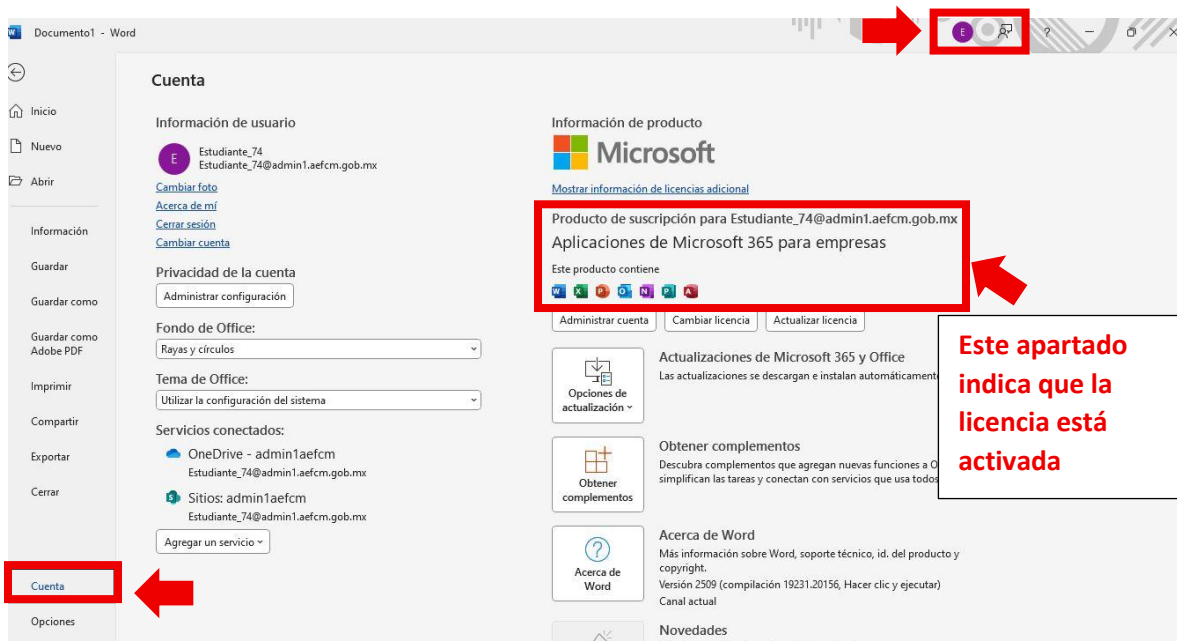 Documento1 - Word
E
?
Cuenta
Inicio
Nuevo
Abrir
Información
Guardar
Guardar como
Guardar como
Adobe PDF
Imprimir
Compartir
Exportar
Cerrar
Cuenta
Opciones
Información de usuario
E
Estudiante_74
Estudiante_74@admin1.aefcm.gob.mx
Cambiar foto
Acerca de mí
Cerrar sesión
Cambiar cuenta
Privacidad de la cuenta
Administrar configuración
Fondo de Office:
Rayas y círculos
Tema de Office:
Utilizar la configuración del sistema
Servicios conectados:
OneDrive - admin1aefcm
Estudiante_74@admin1.aefcm.gob.mx
Sitios: admin1aefcm
Estudiante_74@admin1.aefcm.gob.mx
Agregar un servicio
Información de producto
Microsoft
Mostrar información de licencias adicional
Producto de suscripción para Estudiante_74@admin1.aefcm.gob.mx
Aplicaciones de Microsoft 365 para empresas
Este producto contiene
Administrar cuenta
Cambiar licencia
Actualizar licencia
Opciones de
actualización
Actualizaciones de Microsoft 365 y Office
Las actualizaciones se descargan e instalan automáticament
Obtener
complementos
Obtener complementos
Descubra complementos que agregan nuevas funciones a O
simplifican las tareas y conectan con servicios que usa todos
Acerca de
Word
Acerca de Word
Más información sobre Word, soporte técnico, id. del producto y
copyright.
Versión 2509 (compilación 19231.20156, Hacer clic y ejecutar)
Canal actual
Novedades
Este apartado
indica que la
licencia está
activada